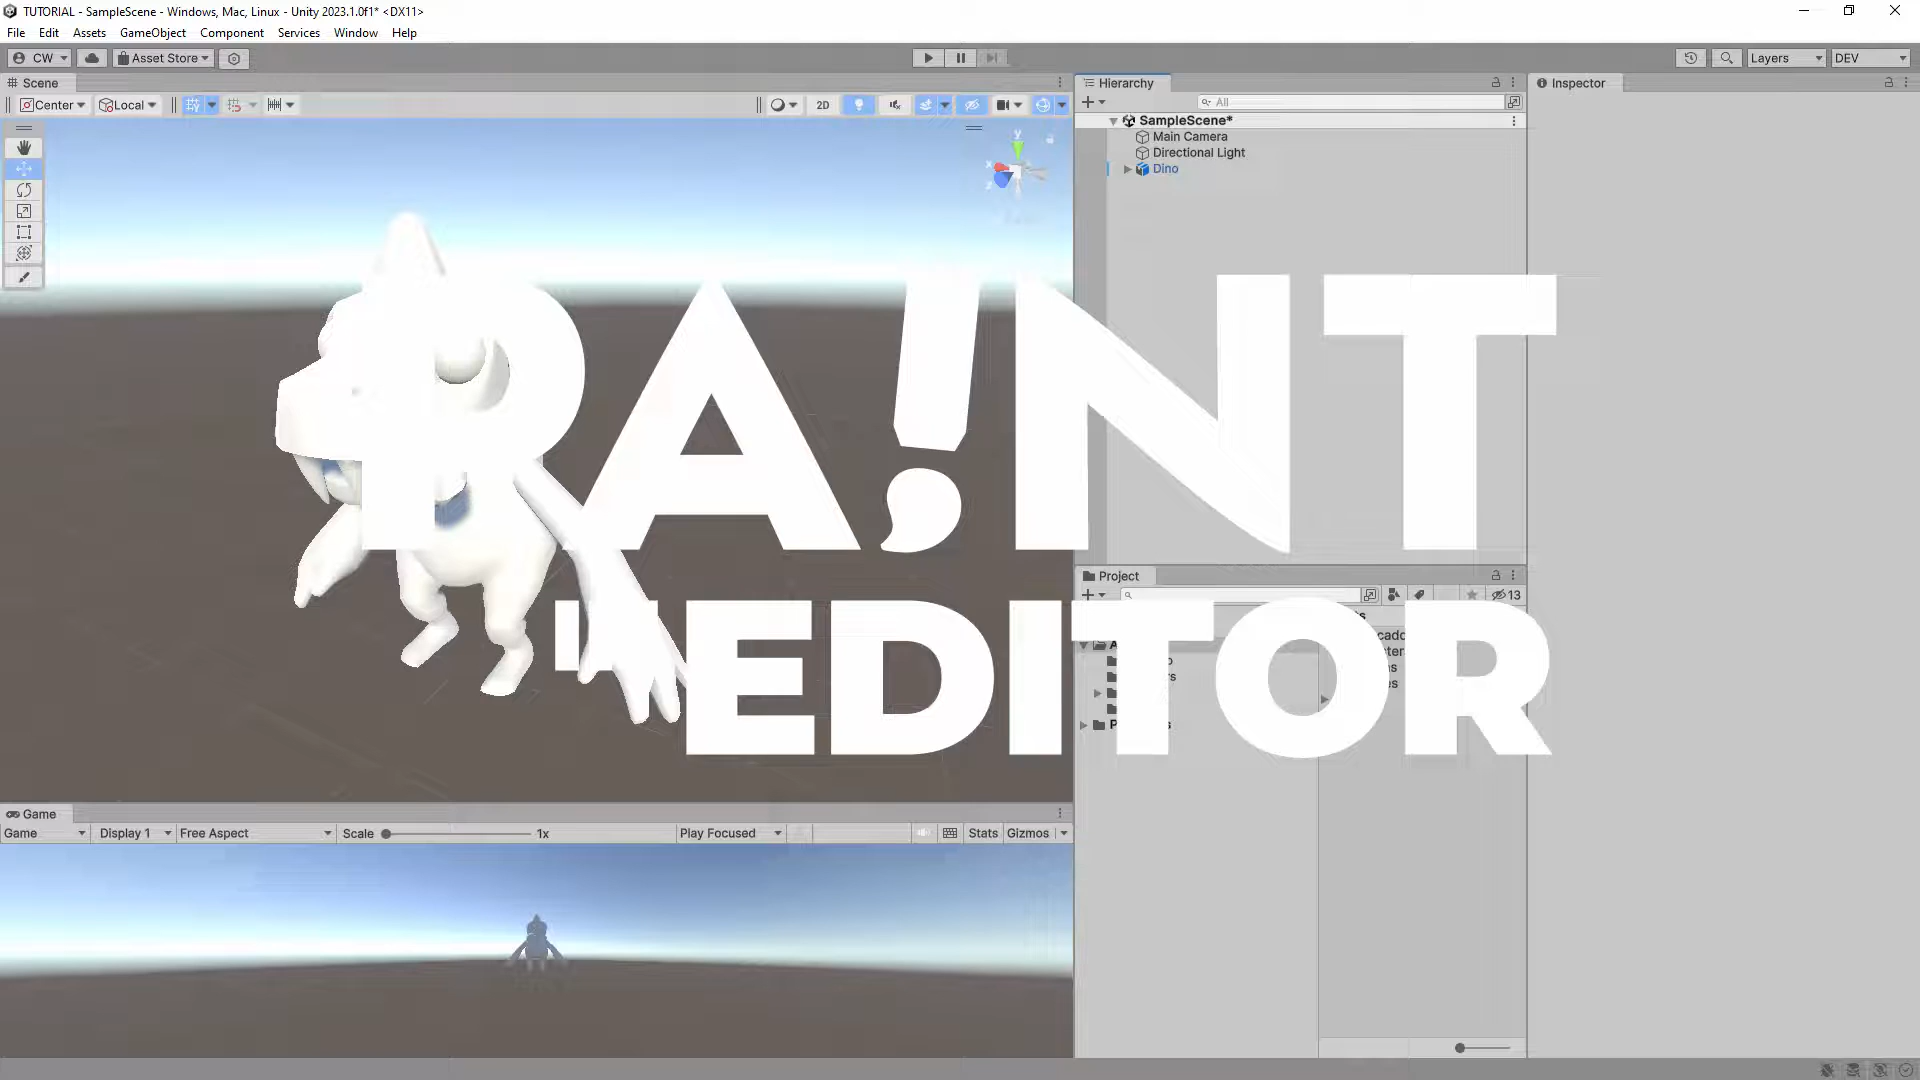 TUTORIAL - SampleScene - Windows, Mac, Linux - Unity 2023.1.0f1* <DX11>
File Edit Assets GameObject Component Services Window Help
CW Asset Store Layers DEV
Scene Hierarchy Inspector
Center Local 2D All
SampleScene*
Main Camera
Directional Light
Dino
y
x
z
PA!NT
Project
13
"EDITOR
Game
Game Display 1 Free Aspect Scale 1x Play Focused Stats Gizmos